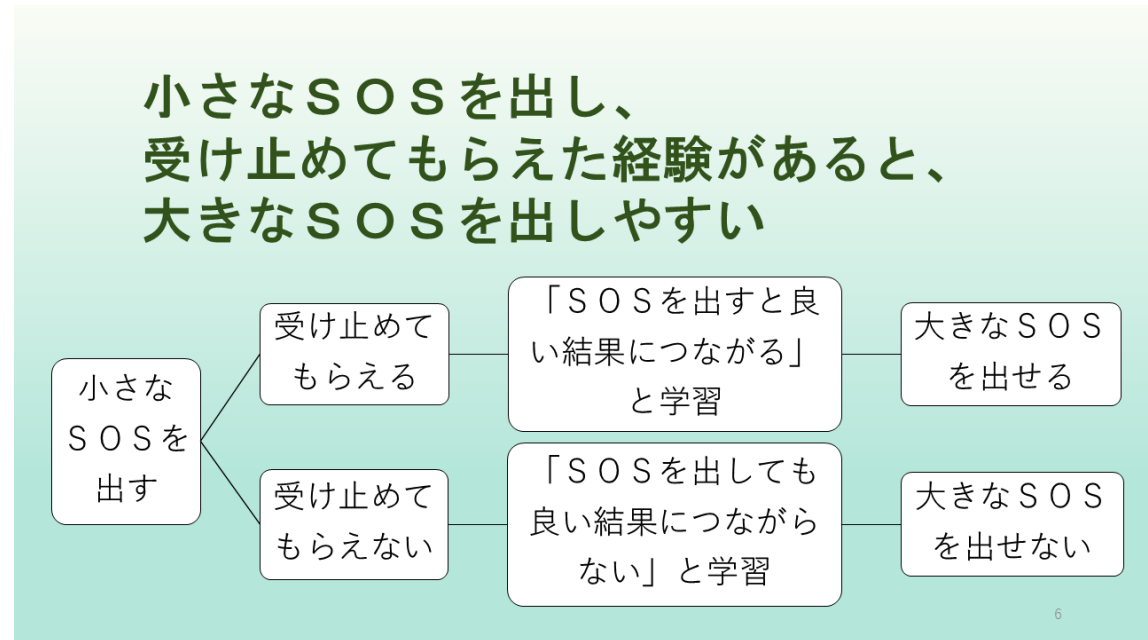 小さなＳＯＳを出し、
受け止めてもらえた経験があると、
大きなＳＯＳを出しやすい
小さな
ＳＯＳを
出す
受け止めて
もらえる
「ＳＯＳを出すと良
い結果につながる」
と学習
大きなＳＯＳ
を出せる
受け止めて
もらえない
「ＳＯＳを出しても
良い結果につながら
ない」と学習
大きなＳＯＳ
を出せない
6